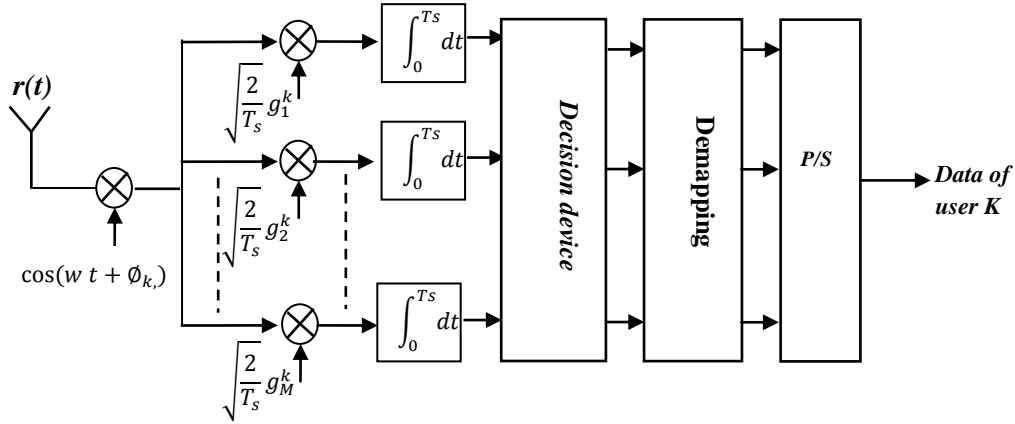 r(t)
cos(w t + ∅ₖ,)
√(2/Tₛ) g₁ᵏ
√(2/Tₛ) g₂ᵏ
√(2/Tₛ) g_Mᵏ
∫₀ᵀˢ dt
∫₀ᵀˢ dt
∫₀ᵀˢ dt
Decision device
Demapping
P/S
Data of
user K